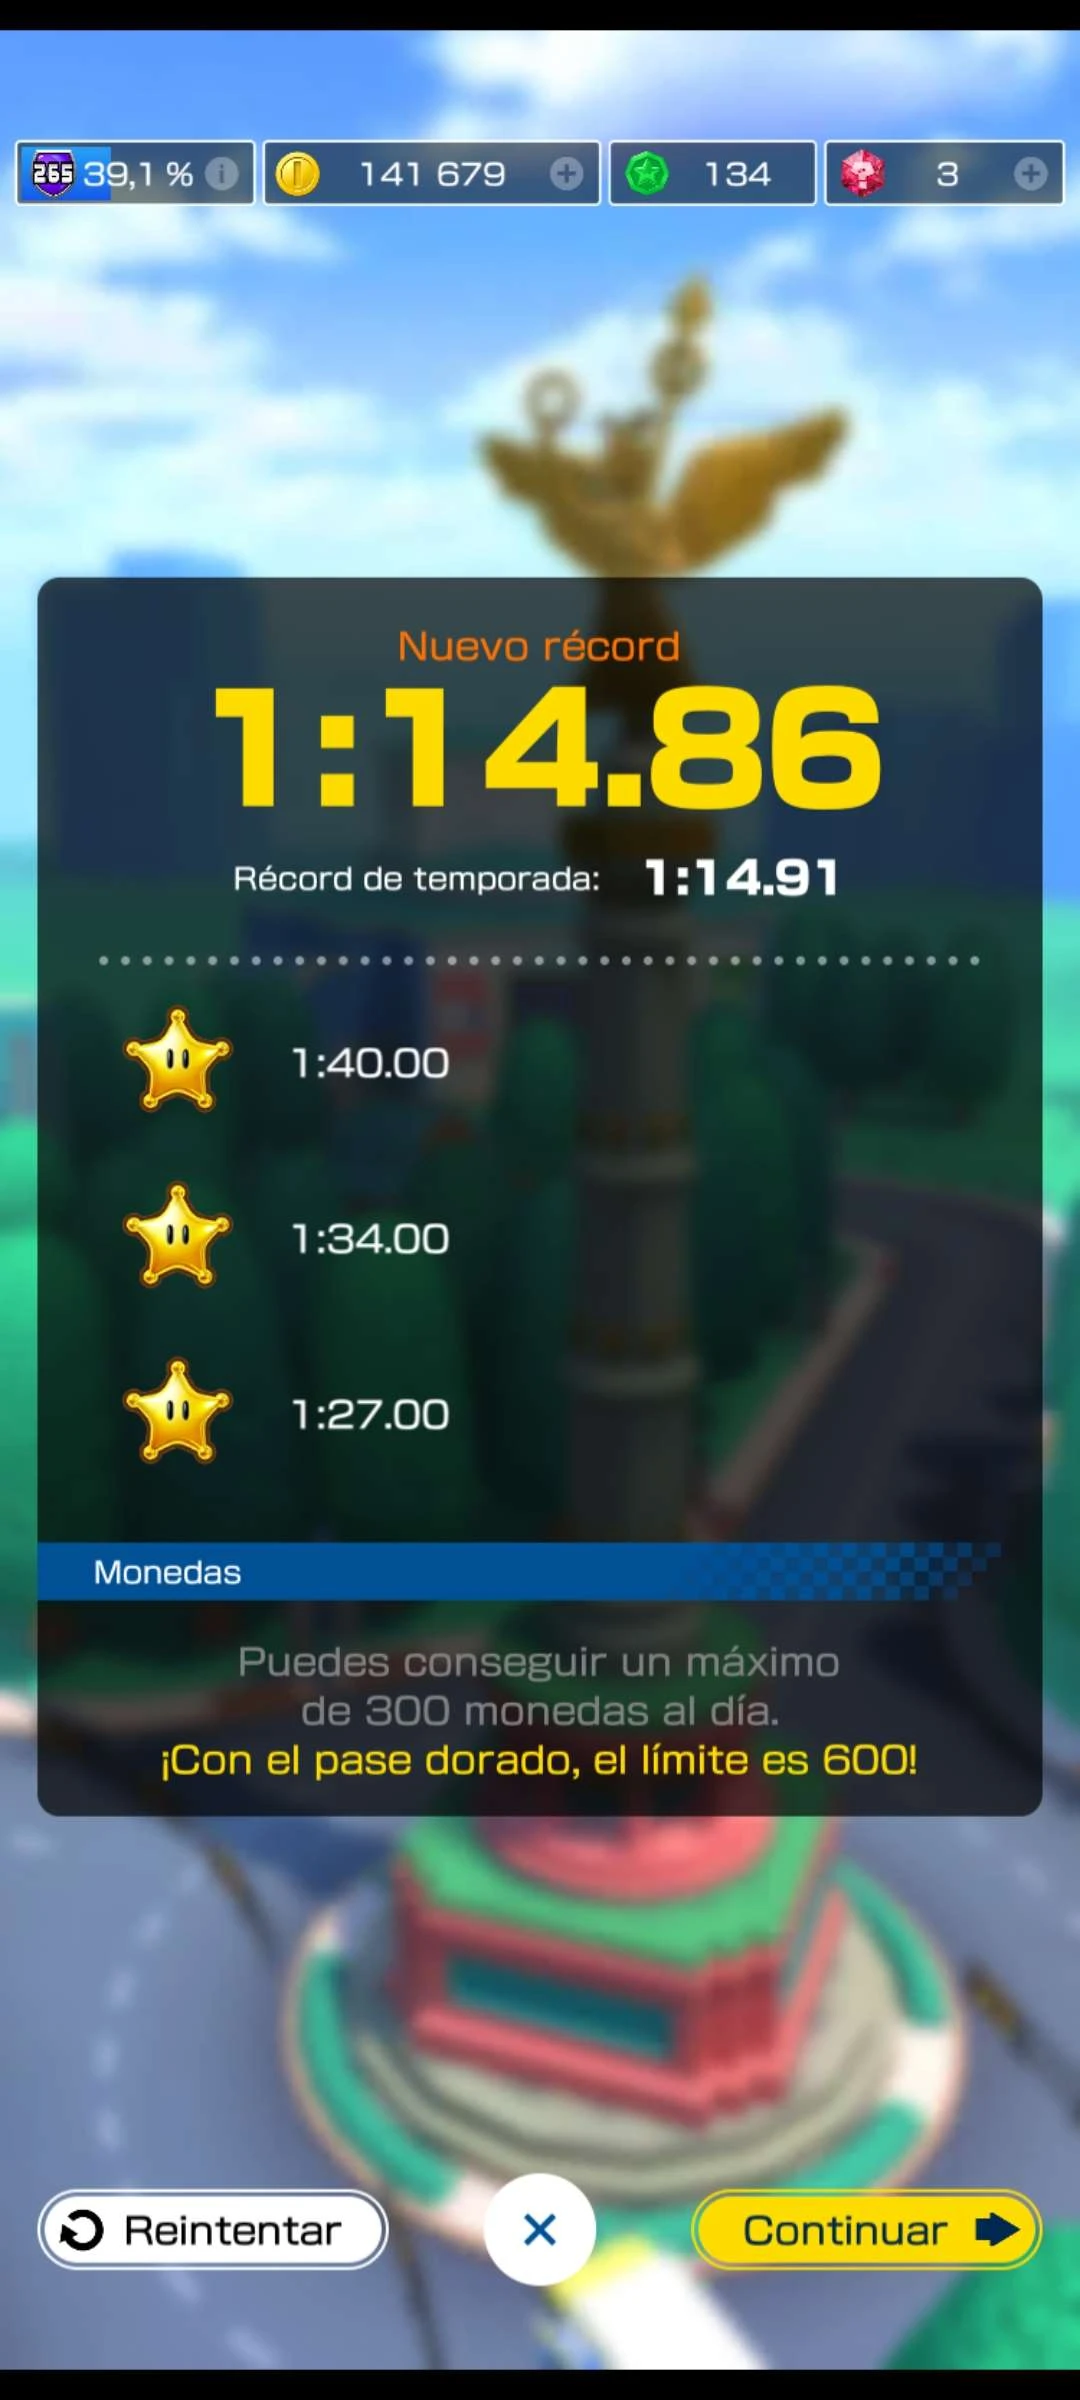 265 39,1 % i 141 679 + 134 3 +
Nuevo récord
1:14.86
Récord de temporada: 1:14.91
1:40.00
1:34.00
1:27.00
Monedas
Puedes conseguir un máximo
de 300 monedas al día.
¡Con el pase dorado, el límite es 600!
Reintentar × Continuar